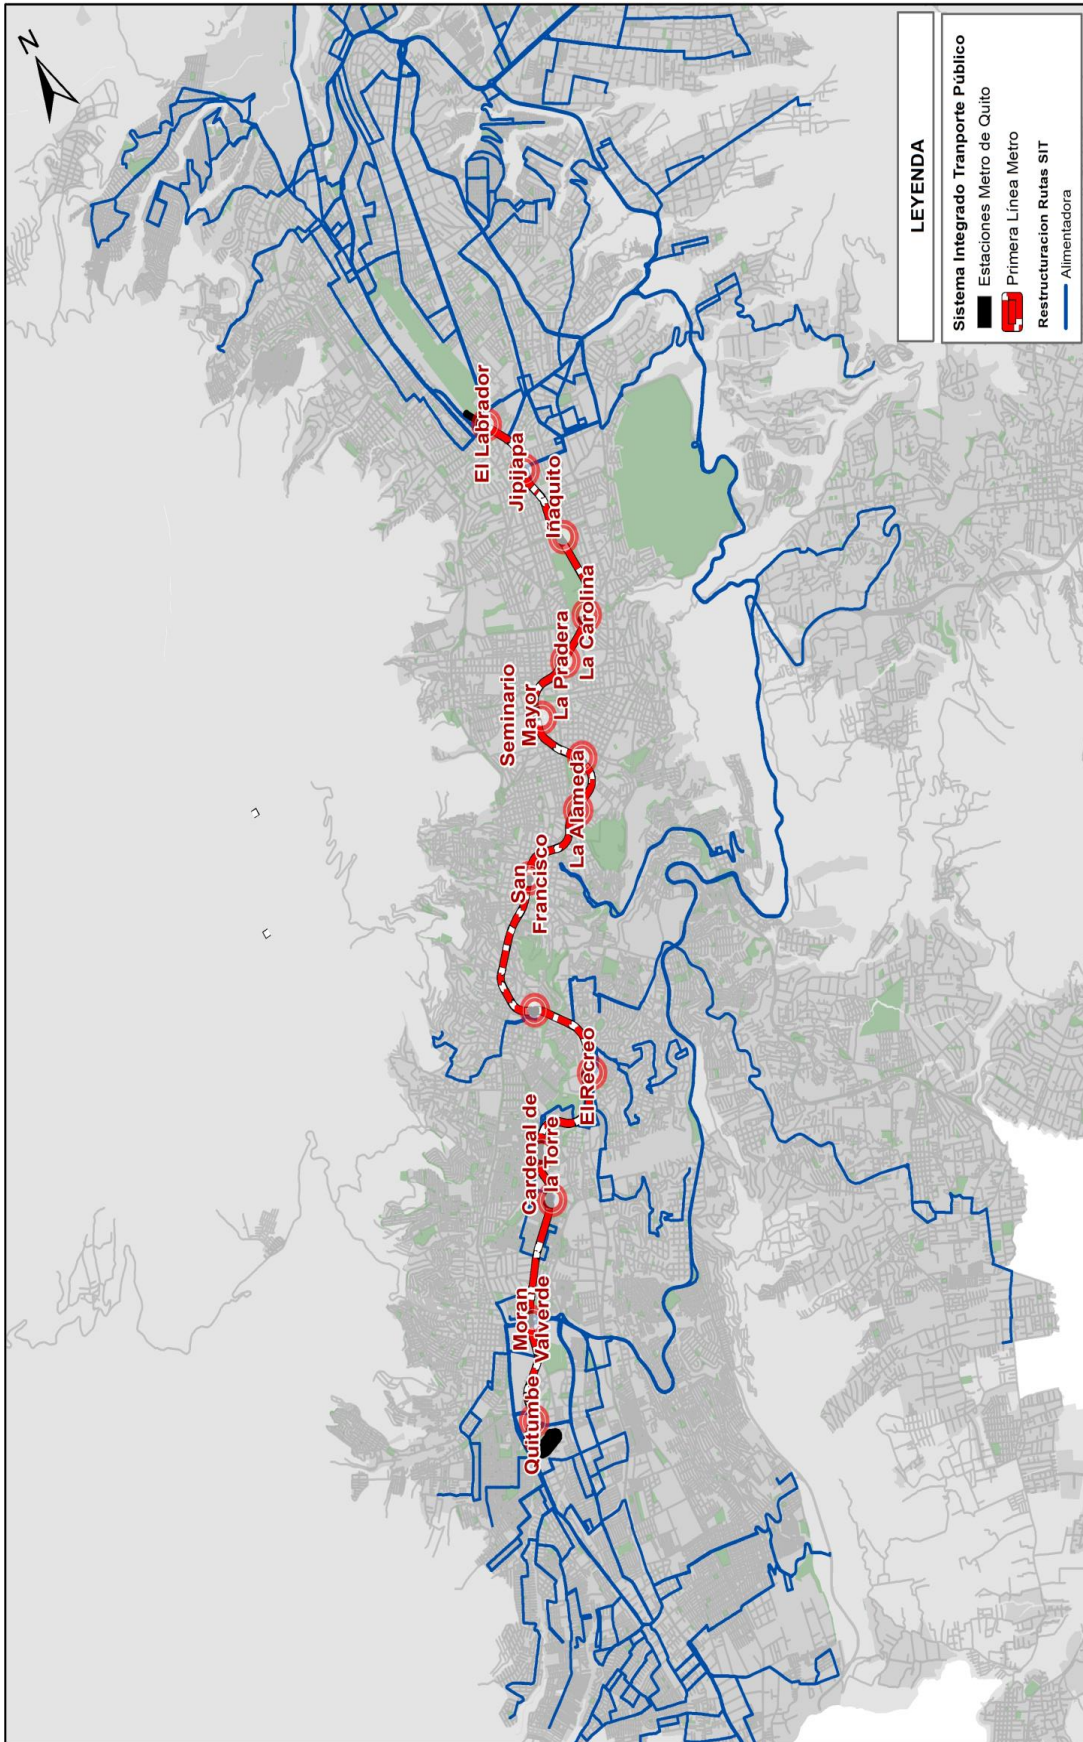 N
El Labrador
Jipijapa
Iñaquito
La Carolina
La Pradera
Seminario
Mayor
La Alameda
San
Francisco
El Recreo
Cardenal de
la Torre
Moran
Valverde
Quitumbe
LEYENDA
Sistema Integrado Tranporte Público
Estaciones Metro de Quito
Primera Línea Metro
Restructuracion Rutas SIT
Alimentadora